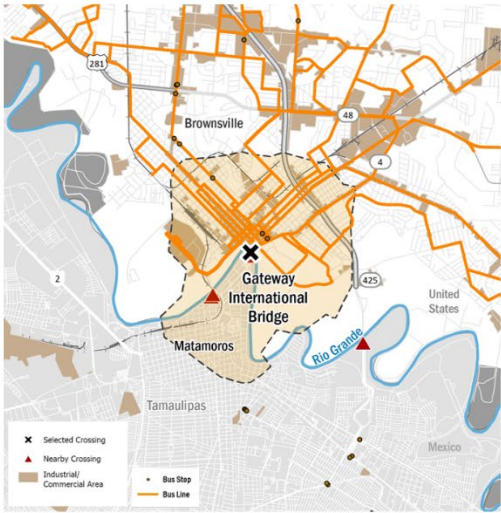 281
Brownsville
48
4
2
Gateway
International
Bridge
425
United
States
Matamoros
Rio Grande
Tamaulipas
Mexico
Selected Crossing
Nearby Crossing
Industrial/
Commercial Area
Bus Stop
Bus Line